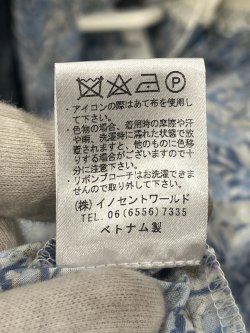 P
・アイコンの際はあて布を使用し
て下さい。
・色物の場合、着用時の摩擦や汗
や雨、洗濯時に濡れた状態で放
着されますと、他のものに色移
りする場合がございますので十
分に注意して下さい。
・リボンブローチはお洗濯できま
せんので取り外して下さい。
(株)イノセントワールド
TEL. 06(6556)7335
ベトナム製